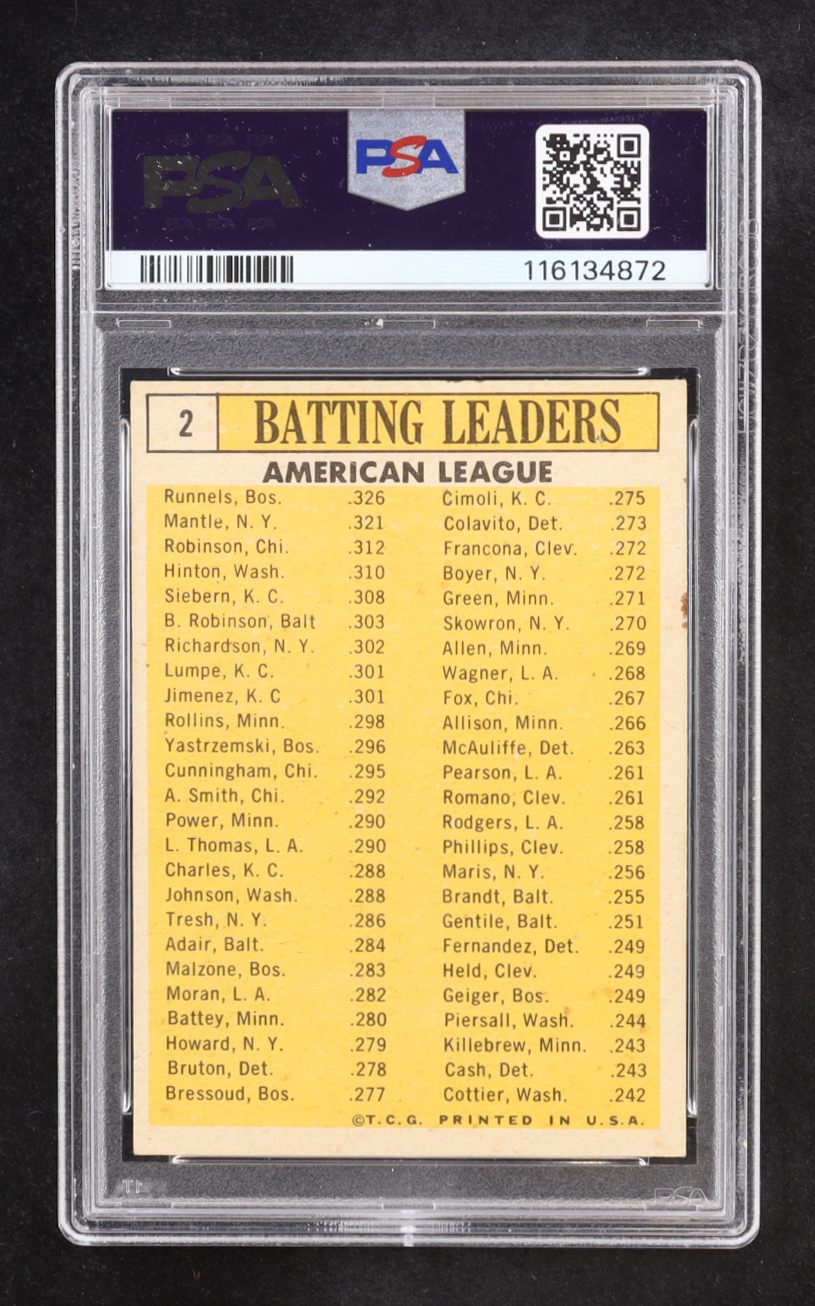 PSA
PSA
PSA PSA PSA
116134872
2 BATTING LEADERS
AMERICAN LEAGUE
Runnels, Bos. .326 Cimoli, K. C. .275
Mantle, N. Y. .321 Colavito, Det. .273
Robinson, Chi. .312 Francona, Clev. .272
Hinton, Wash. .310 Boyer, N. Y. .272
Siebern, K. C. .308 Green, Minn. .271
B. Robinson, Balt .303 Skowron, N. Y. .270
Richardson, N. Y. .302 Allen, Minn. .269
Lumpe, K. C. .301 Wagner, L. A. .268
Jimenez, K. C .301 Fox, Chi. .267
Rollins, Minn. .298 Allison, Minn. .266
Yastrzemski, Bos. .296 McAuliffe, Det. .263
Cunningham, Chi. .295 Pearson, L. A. .261
A. Smith, Chi. .292 Romano, Clev. .261
Power, Minn. .290 Rodgers, L. A. .258
L. Thomas, L. A. .290 Phillips, Clev. .258
Charles, K. C. .288 Maris, N. Y. .256
Johnson, Wash. .288 Brandt, Balt. .255
Tresh, N. Y. .286 Gentile, Balt. .251
Adair, Balt. .284 Fernandez, Det. .249
Malzone, Bos. .283 Held, Clev. .249
Moran, L. A. .282 Geiger, Bos. .249
Battey, Minn. .280 Piersall, Wash. .244
Howard, N. Y. .279 Killebrew, Minn. .243
Bruton, Det. .278 Cash, Det. .243
Bressoud, Bos. .277 Cottier, Wash. .242
©T.C.G. PRINTED IN U.S.A.
PSA